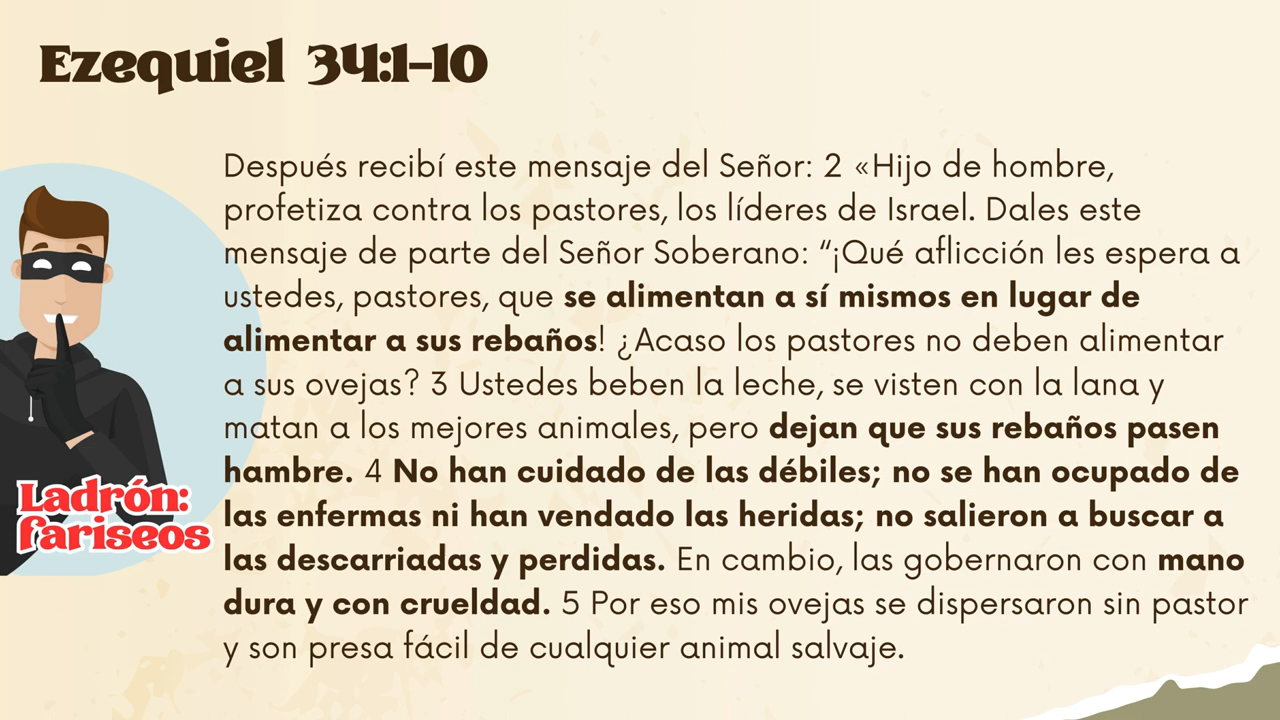 Ezequiel 34:1-10
Después recibí este mensaje del Señor: 2 «Hijo de hombre,
profetiza contra los pastores, los líderes de Israel. Dales este
mensaje de parte del Señor Soberano: “¡Qué aflicción les espera a
ustedes, pastores, que se alimentan a sí mismos en lugar de
alimentar a sus rebaños! ¿Acaso los pastores no deben alimentar
a sus ovejas? 3 Ustedes beben la leche, se visten con la lana y
matan a los mejores animales, pero dejan que sus rebaños pasen
hambre. 4 No han cuidado de las débiles; no se han ocupado de
las enfermas ni han vendado las heridas; no salieron a buscar a
las descarriadas y perdidas. En cambio, las gobernaron con mano
dura y con crueldad. 5 Por eso mis ovejas se dispersaron sin pastor
y son presa fácil de cualquier animal salvaje.
Ladrón:
fariseos